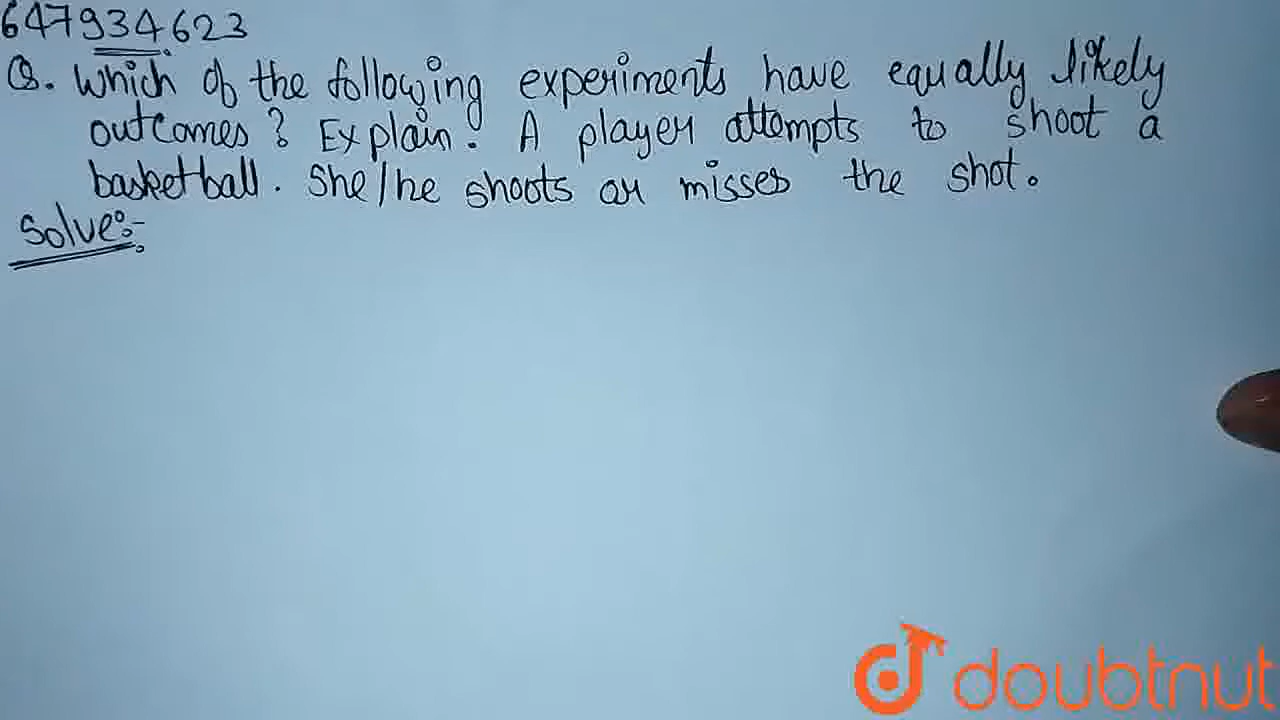 647934623
Q. Which of the following experiments have equally likely
outcomes? Explain. A player attempts to shoot a
basketball. She/he shoots or misses the shot.
Solve:-
doubtnut